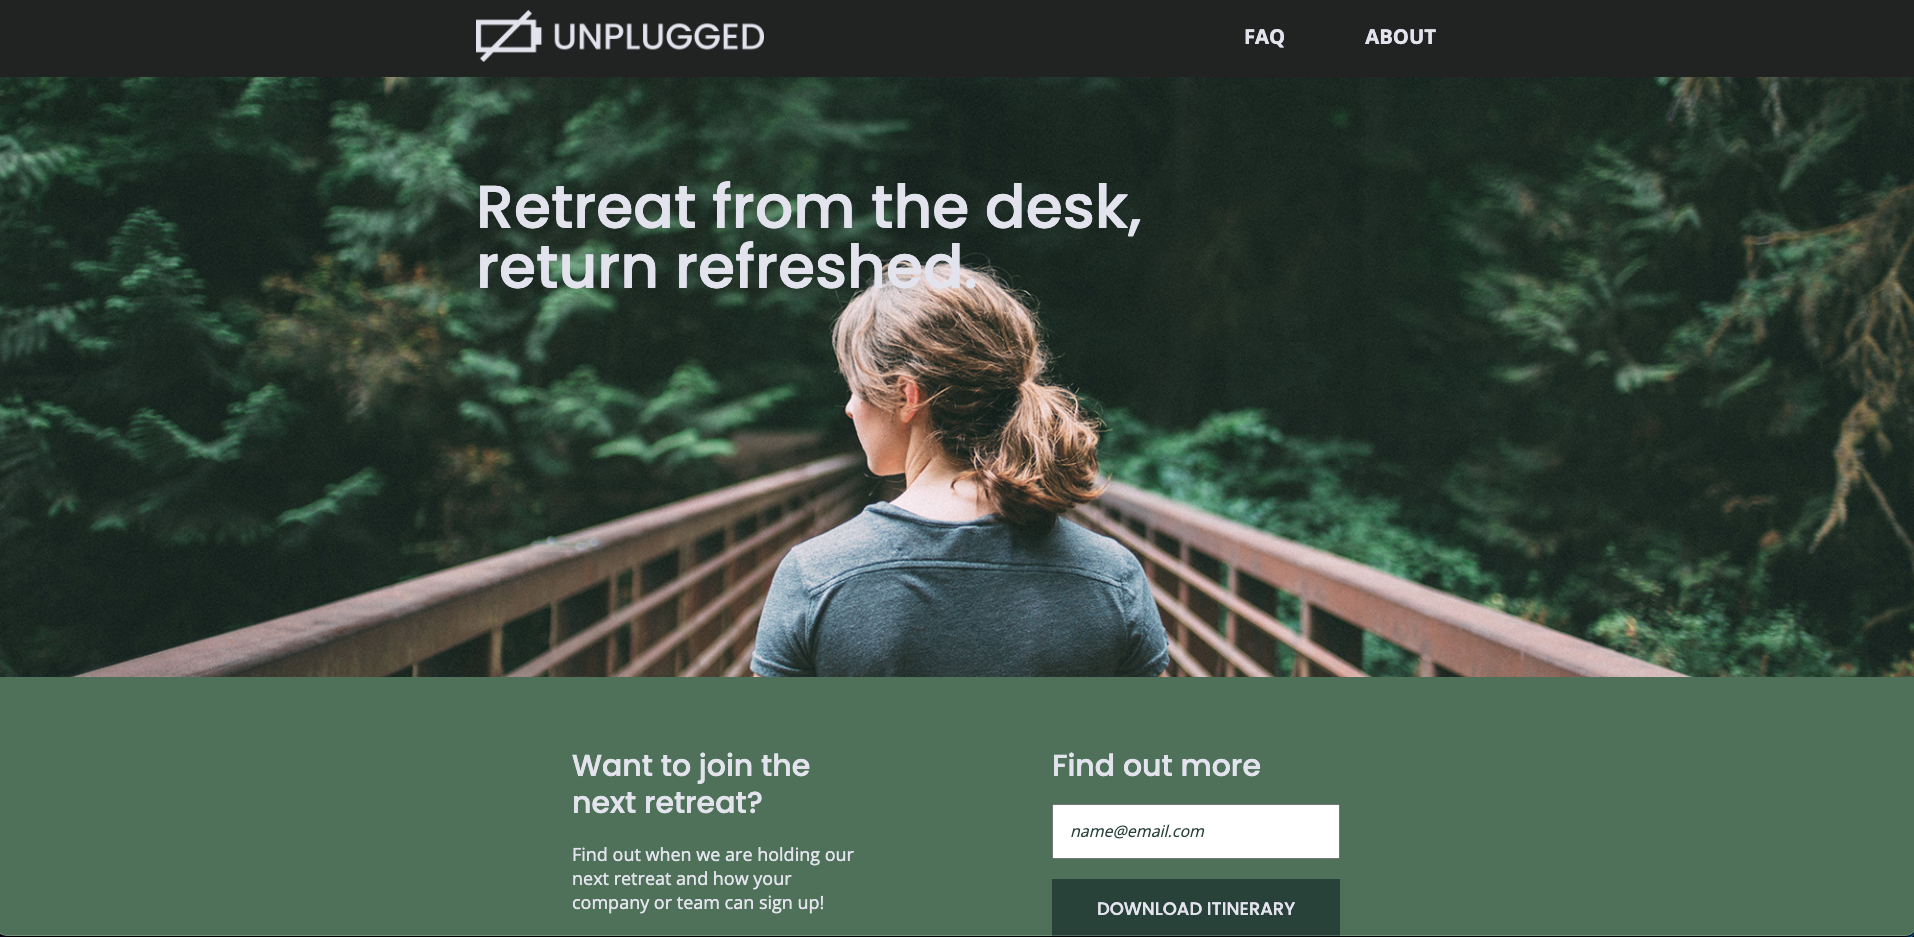 UNPLUGGED
FAQ
ABOUT
Retreat from the desk,
return refreshed.
Want to join the
next retreat?
Find out when we are holding our
next retreat and how your
company or team can sign up!
Find out more
name@email.com
DOWNLOAD ITINERARY